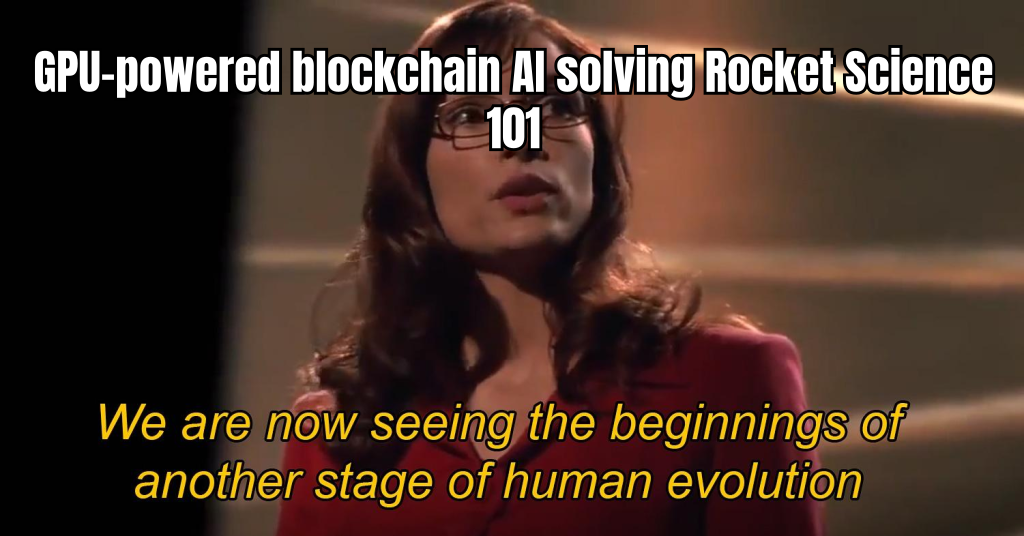 GPU-powered blockchain AI solving Rocket Science
101
We are now seeing the beginnings of
another stage of human evolution